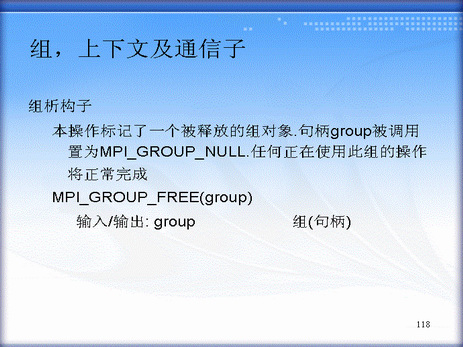 组，上下文及通信子
组析构子
本操作标记了一个被释放的组对象.句柄group被调用
置为MPI_GROUP_NULL.任何正在使用此组的操作
将正常完成
MPI_GROUP_FREE(group)
输入/输出: group 组(句柄)
118